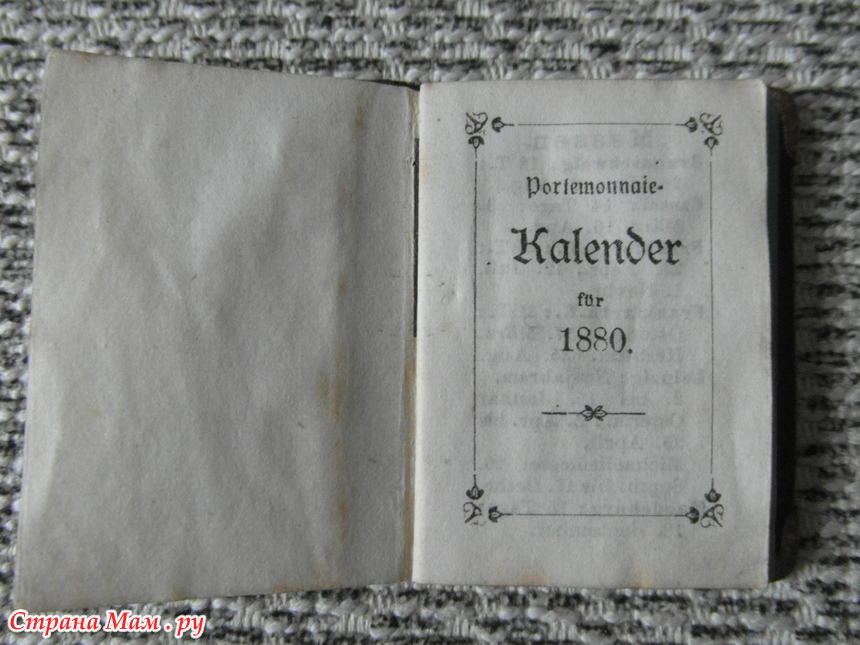 Portemonnaie-
Kalender
für
1880.
Страна Мам.ру